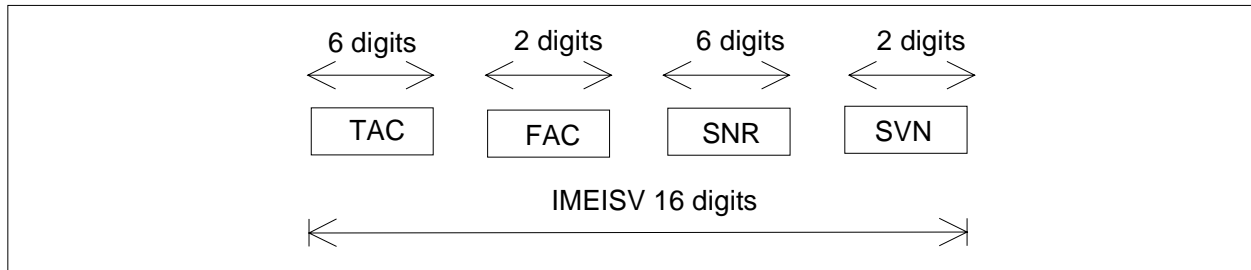 6 digits 2 digits 6 digits 2 digits
TAC FAC SNR SVN
IMEISV 16 digits